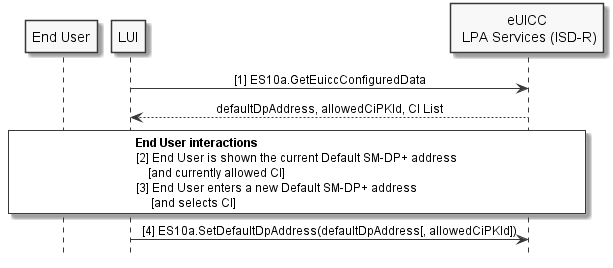 End User
LUI
eUICC
LPA Services (ISD-R)
[1] ES10a.GetEuiccConfiguredData
defaultDpAddress, allowedCiPKId, CI List
End User interactions
[2] End User is shown the current Default SM-DP+ address
[and currently allowed CI]
[3] End User enters a new Default SM-DP+ address
[and selects CI]
[4] ES10a.SetDefaultDpAddress(defaultDpAddress[, allowedCiPKId])